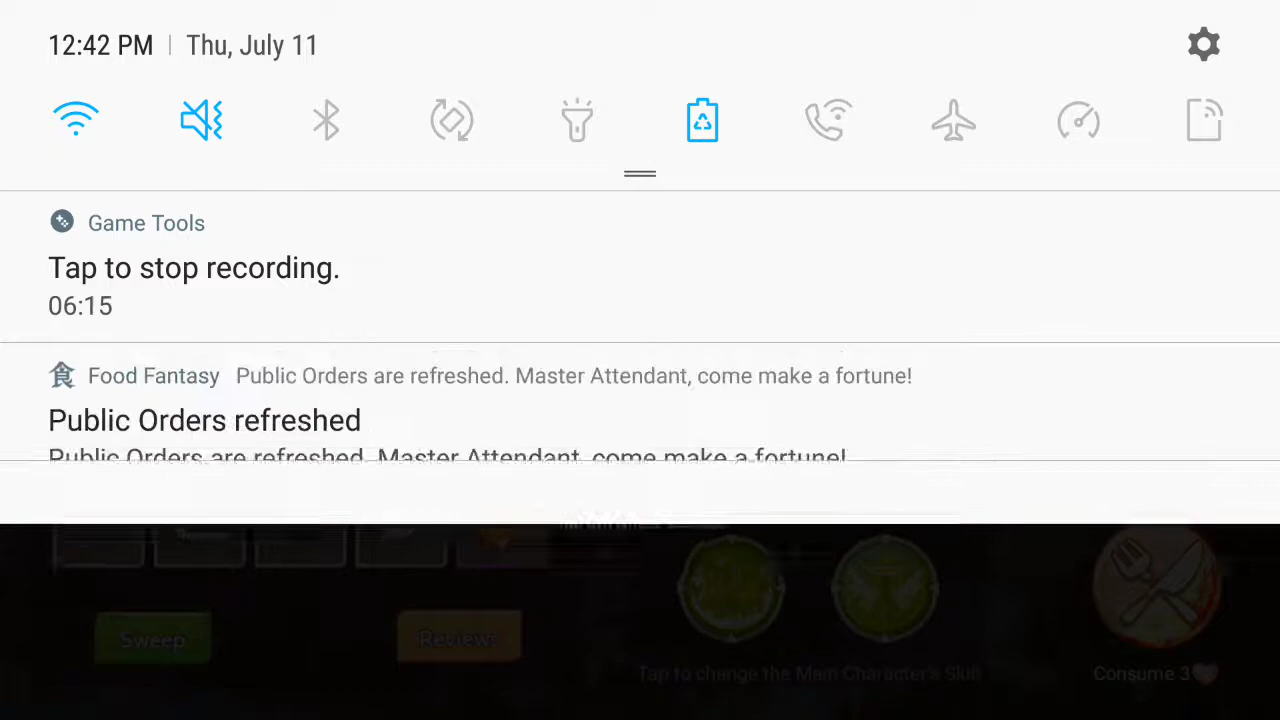 12:42 PM | Thu, July 11
Game Tools
Tap to stop recording.
06:15
食 Food Fantasy Public Orders are refreshed. Master Attendant, come make a fortune!
Public Orders refreshed
Public Orders are refreshed. Master Attendant, come make a fortune!
Sweep
Review
Tap to change the Main Character's Skill
Consume 3